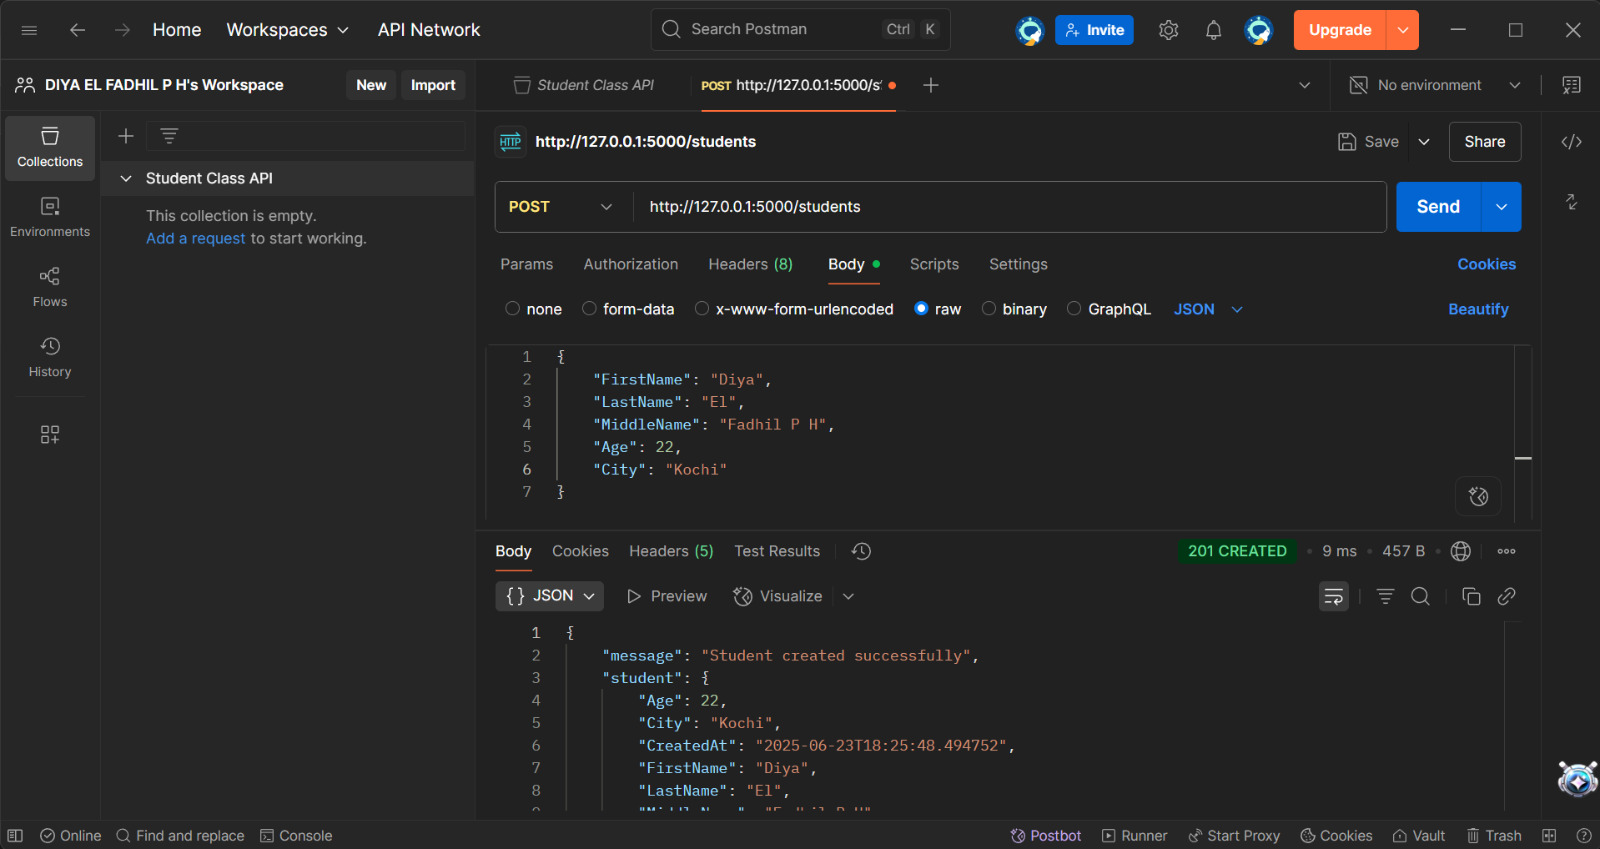 Home Workspaces API Network Search Postman Ctrl K Invite Upgrade
DIYA EL FADHIL P H's Workspace New Import Student Class API POST http://127.0.0.1:5000/s No environment
Collections
Environments
Flows
History
Student Class API
This collection is empty.
Add a request to start working.
HTTP http://127.0.0.1:5000/students Save Share
POST http://127.0.0.1:5000/students Send
Params Authorization Headers (8) Body Scripts Settings Cookies
none form-data x-www-form-urlencoded raw binary GraphQL JSON Beautify
1 {
2 "FirstName": "Diya",
3 "LastName": "El",
4 "MiddleName": "Fadhil P H",
5 "Age": 22,
6 "City": "Kochi"
7 }
Body Cookies Headers (5) Test Results 201 CREATED • 9 ms • 457 B •
{} JSON Preview Visualize
1 {
2 "message": "Student created successfully",
3 "student": {
4 "Age": 22,
5 "City": "Kochi",
6 "CreatedAt": "2025-06-23T18:25:48.494752",
7 "FirstName": "Diya",
8 "LastName": "El",
Online Find and replace Console Postbot Runner Start Proxy Cookies Vault Trash